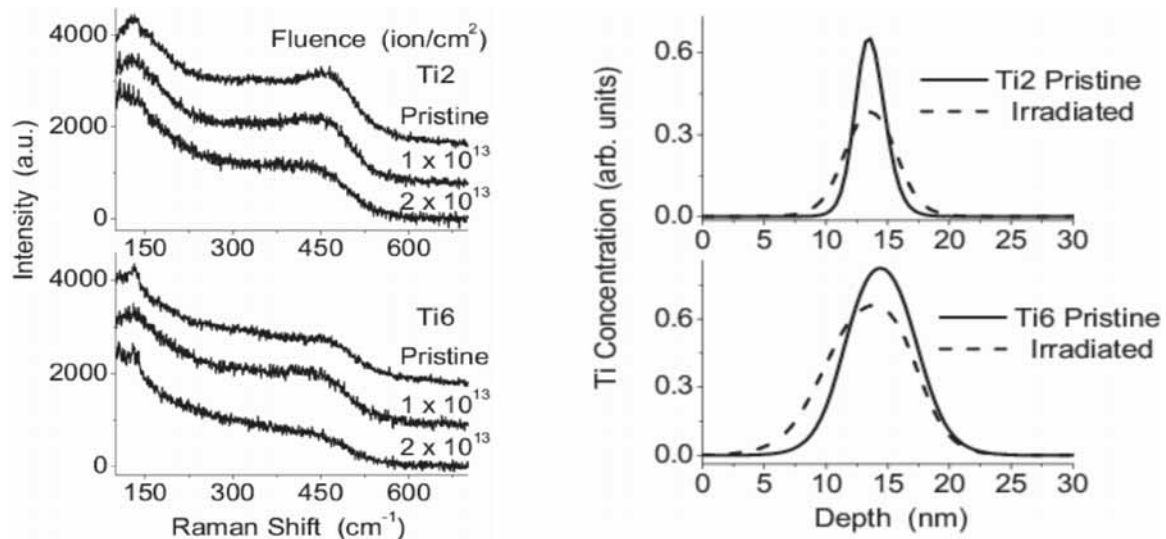 Intensity (a.u.)
4000
2000
0
Fluence (ion/cm²)
Ti2
Pristine
1 x 10¹³
2 x 10¹³
150 300 450 600
4000
2000
0
Ti6
Pristine
1 x 10¹³
2 x 10¹³
150 300 450 600
Raman Shift (cm⁻¹)
Ti Concentration (arb. units)
0.6
0.3
0.0
Ti2 Pristine
Irradiated
0 5 10 15 20 25 30
0.6
0.3
0.0
Ti6 Pristine
Irradiated
0 5 10 15 20 25 30
Depth (nm)